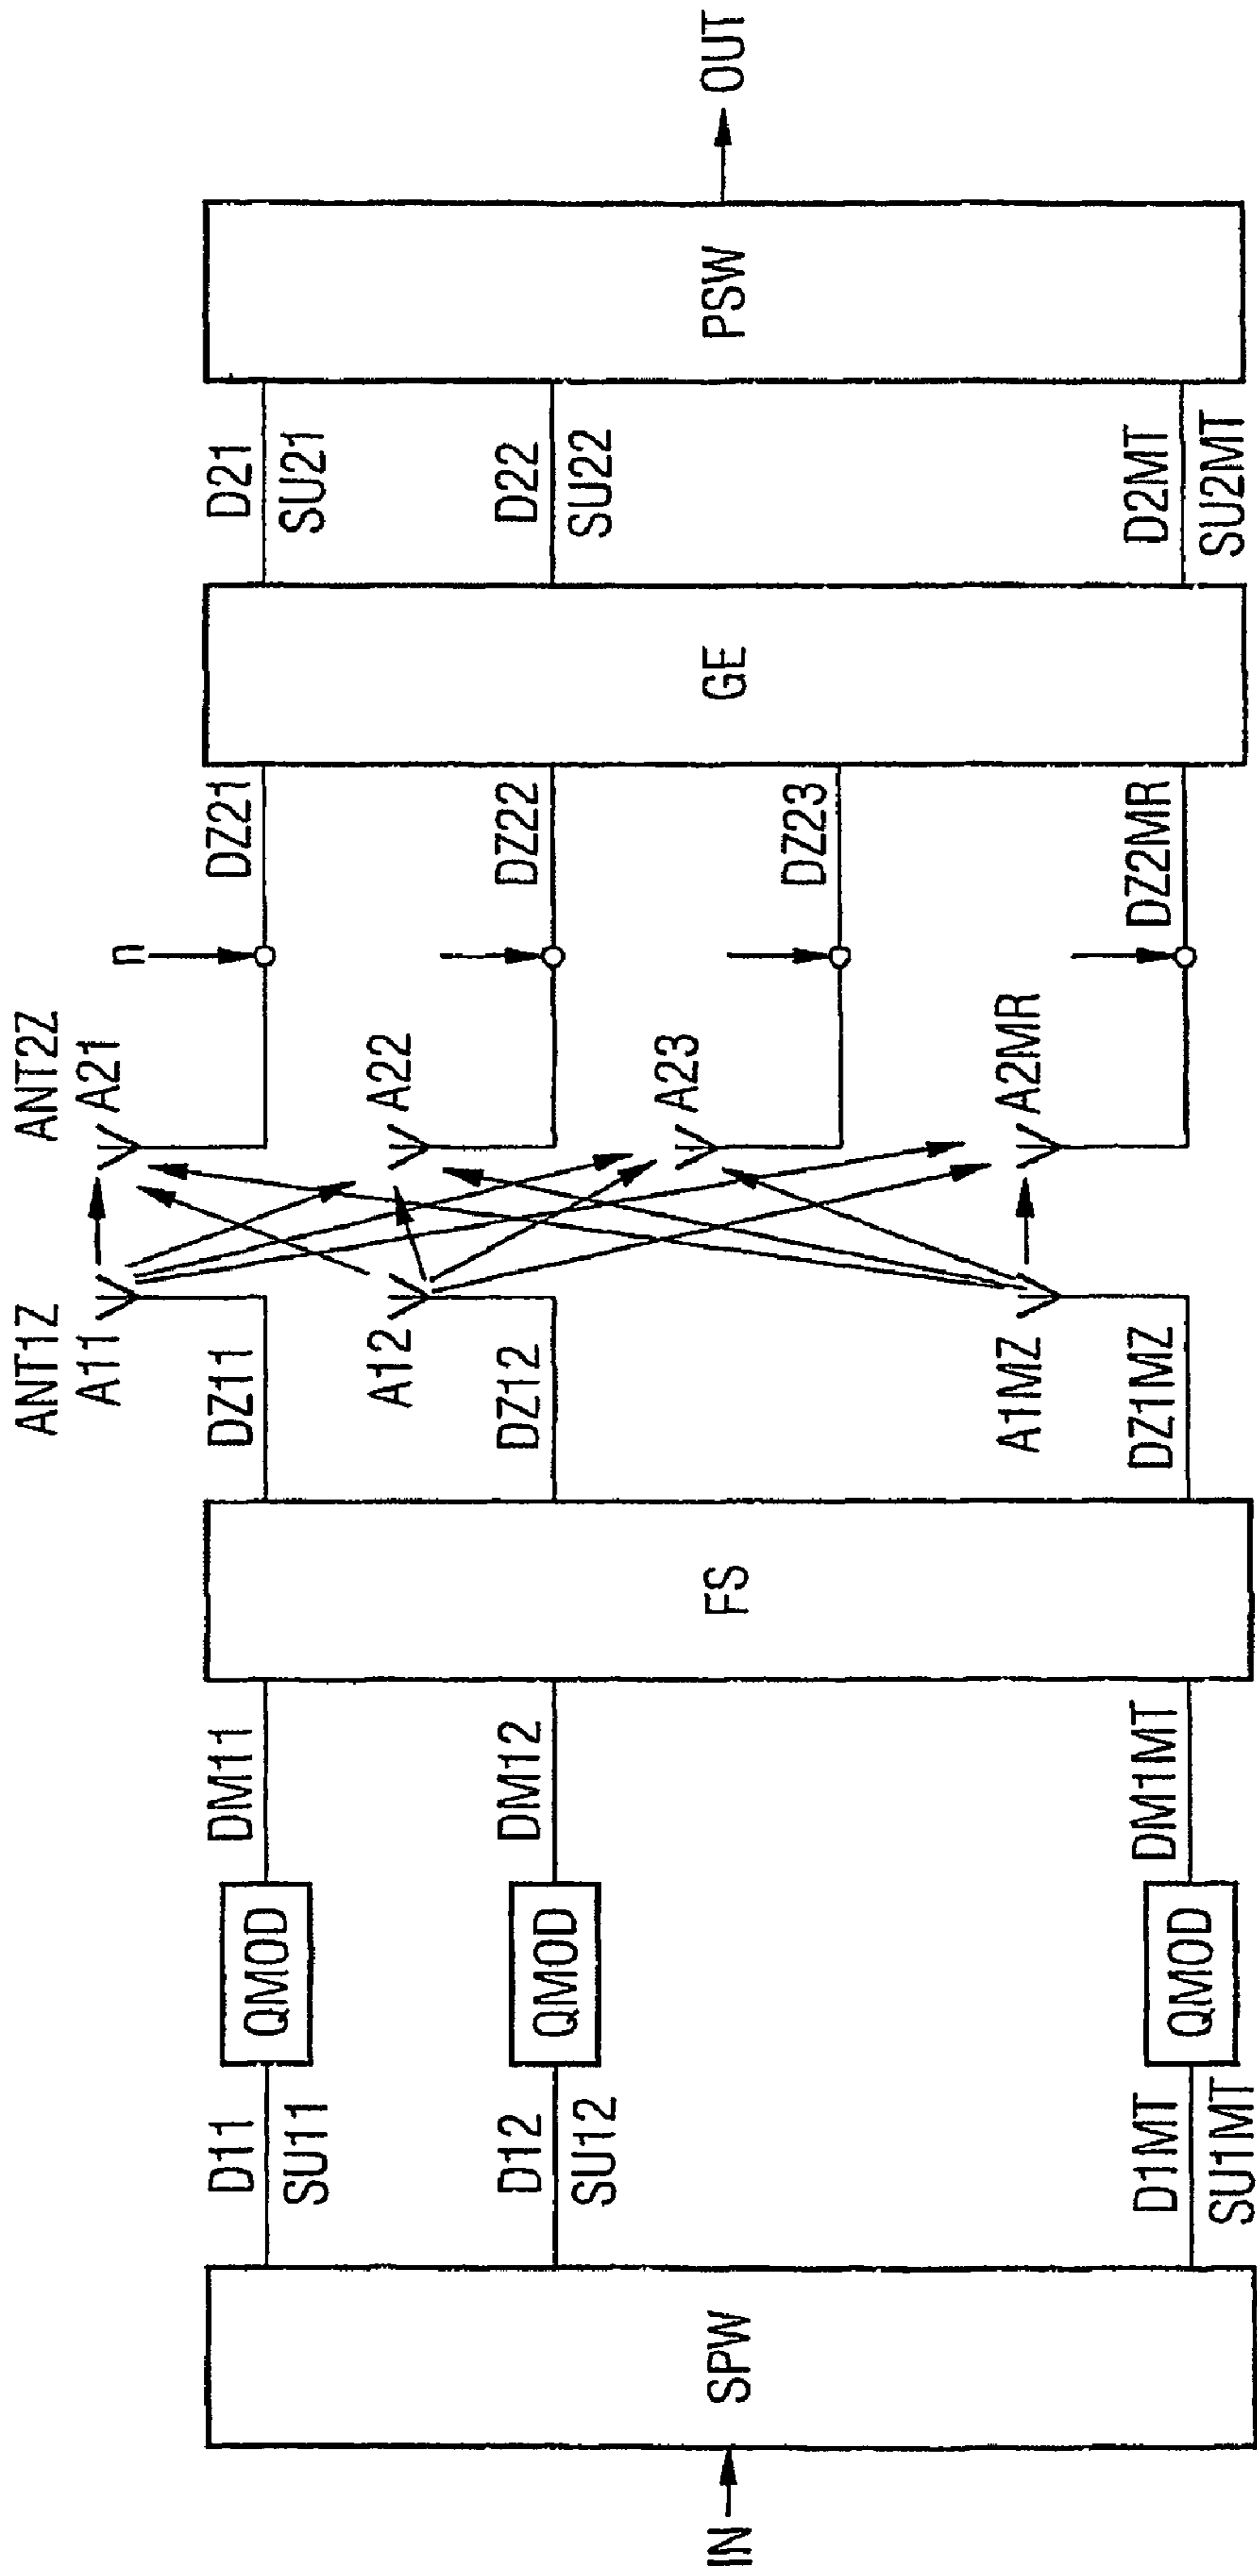 IN
SPW
D11
SU11
D12
SU12
D1MT
SU1MT
QMOD
QMOD
QMOD
DM11
DM12
DM1MT
FS
ANT1Z
A11
DZ11
A12
DZ12
A1MZ
DZ1MZ
ANT2Z
A21
A22
A23
A2MR
n
DZ21
DZ22
DZ23
DZ2MR
GE
D21
SU21
D22
SU22
D2MT
SU2MT
PSW
OUT